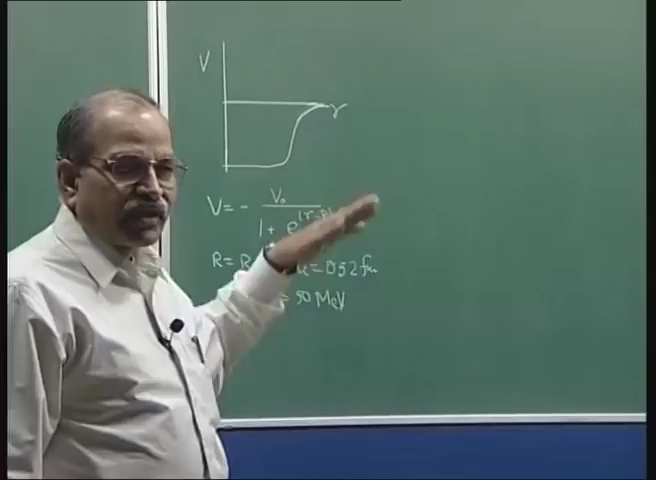 V
r
V = - V₀
1 + e^(r-R
R =
= 0.52 fm
= 50 MeV